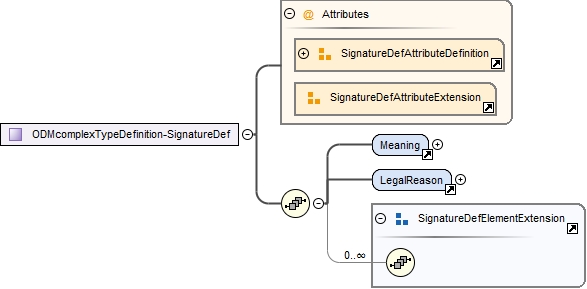 Attributes
SignatureDefAttributeDefinition
SignatureDefAttributeExtension
ODMcomplexTypeDefinition-SignatureDef
Meaning
LegalReason
SignatureDefElementExtension
0..∞